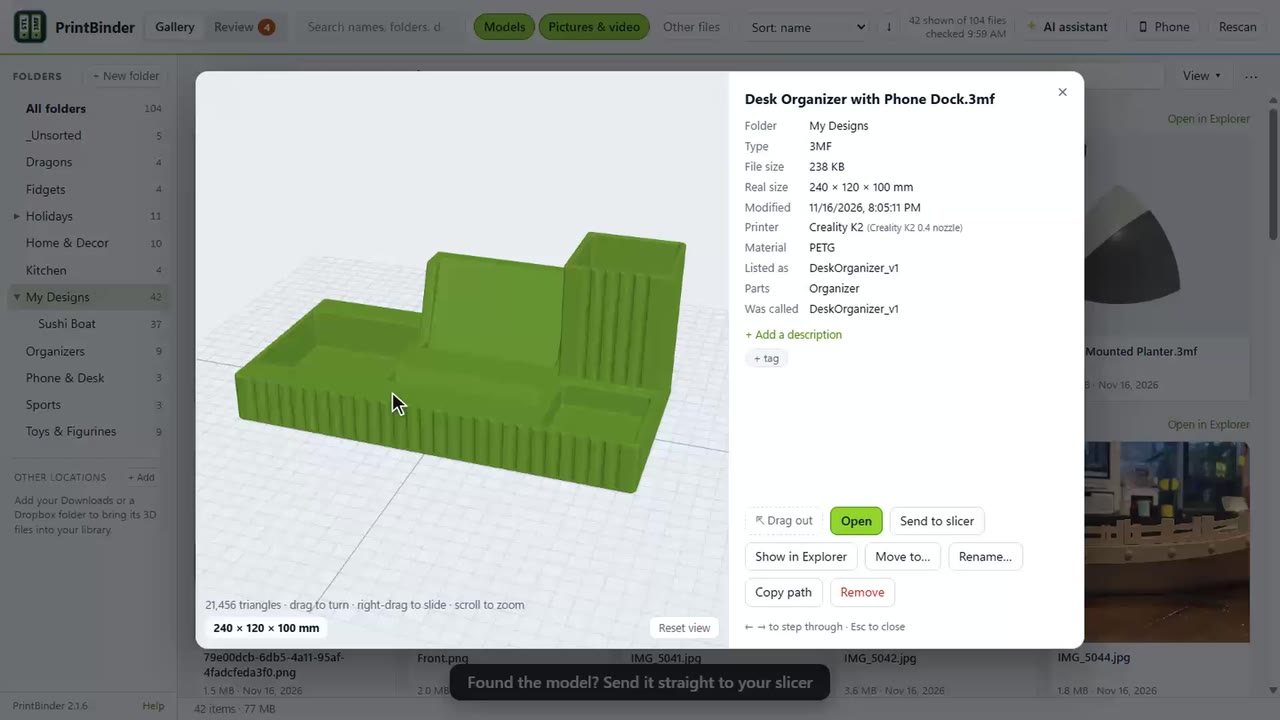 PrintBinder
Gallery
Review 4
Search names, folders, d
Models
Pictures & video
Other files
Sort: name
↓
42 shown of 104 files
checked 9:59 AM
AI assistant
Phone
Rescan
FOLDERS
+ New folder
All folders 104
_Unsorted 5
Dragons 4
Fidgets 4
Holidays 11
Home & Decor 10
Kitchen 4
My Designs 42
Sushi Boat 37
Organizers 9
Phone & Desk 3
Sports 4
Toys & Figurines 9
OTHER LOCATIONS
+ Add
Add your Downloads or a
Dropbox folder to bring its 3D
files into your library.
PrintBinder 2.1.6
Help
View
Open in Explorer
Mounted Planter.3mf
B · Nov 16, 2026
Open in Explorer
Desk Organizer with Phone Dock.3mf
Folder My Designs
Type 3MF
File size 238 KB
Real size 240 × 120 × 100 mm
Modified 11/16/2026, 8:05:11 PM
Printer Creality K2 (Creality K2 0.4 nozzle)
Material PETG
Listed as DeskOrganizer_v1
Parts Organizer
Was called DeskOrganizer_v1
+ Add a description
+ tag
Drag out
Open
Send to slicer
Show in Explorer
Move to...
Rename...
Copy path
Remove
← → to step through · Esc to close
21,456 triangles · drag to turn · right-drag to slide · scroll to zoom
240 × 120 × 100 mm
Reset view
79e00dcb-6db5-4a11-95af-
4fadcfeda3f0.png
1.5 MB · Nov 16, 2026
Front.png
2.0 MB
IMG_5041.jpg
IMG_5042.jpg
3.6 MB · Nov 16, 2026
IMG_5044.jpg
1.8 MB · Nov 16, 2026
Found the model? Send it straight to your slicer
42 items · 77 MB